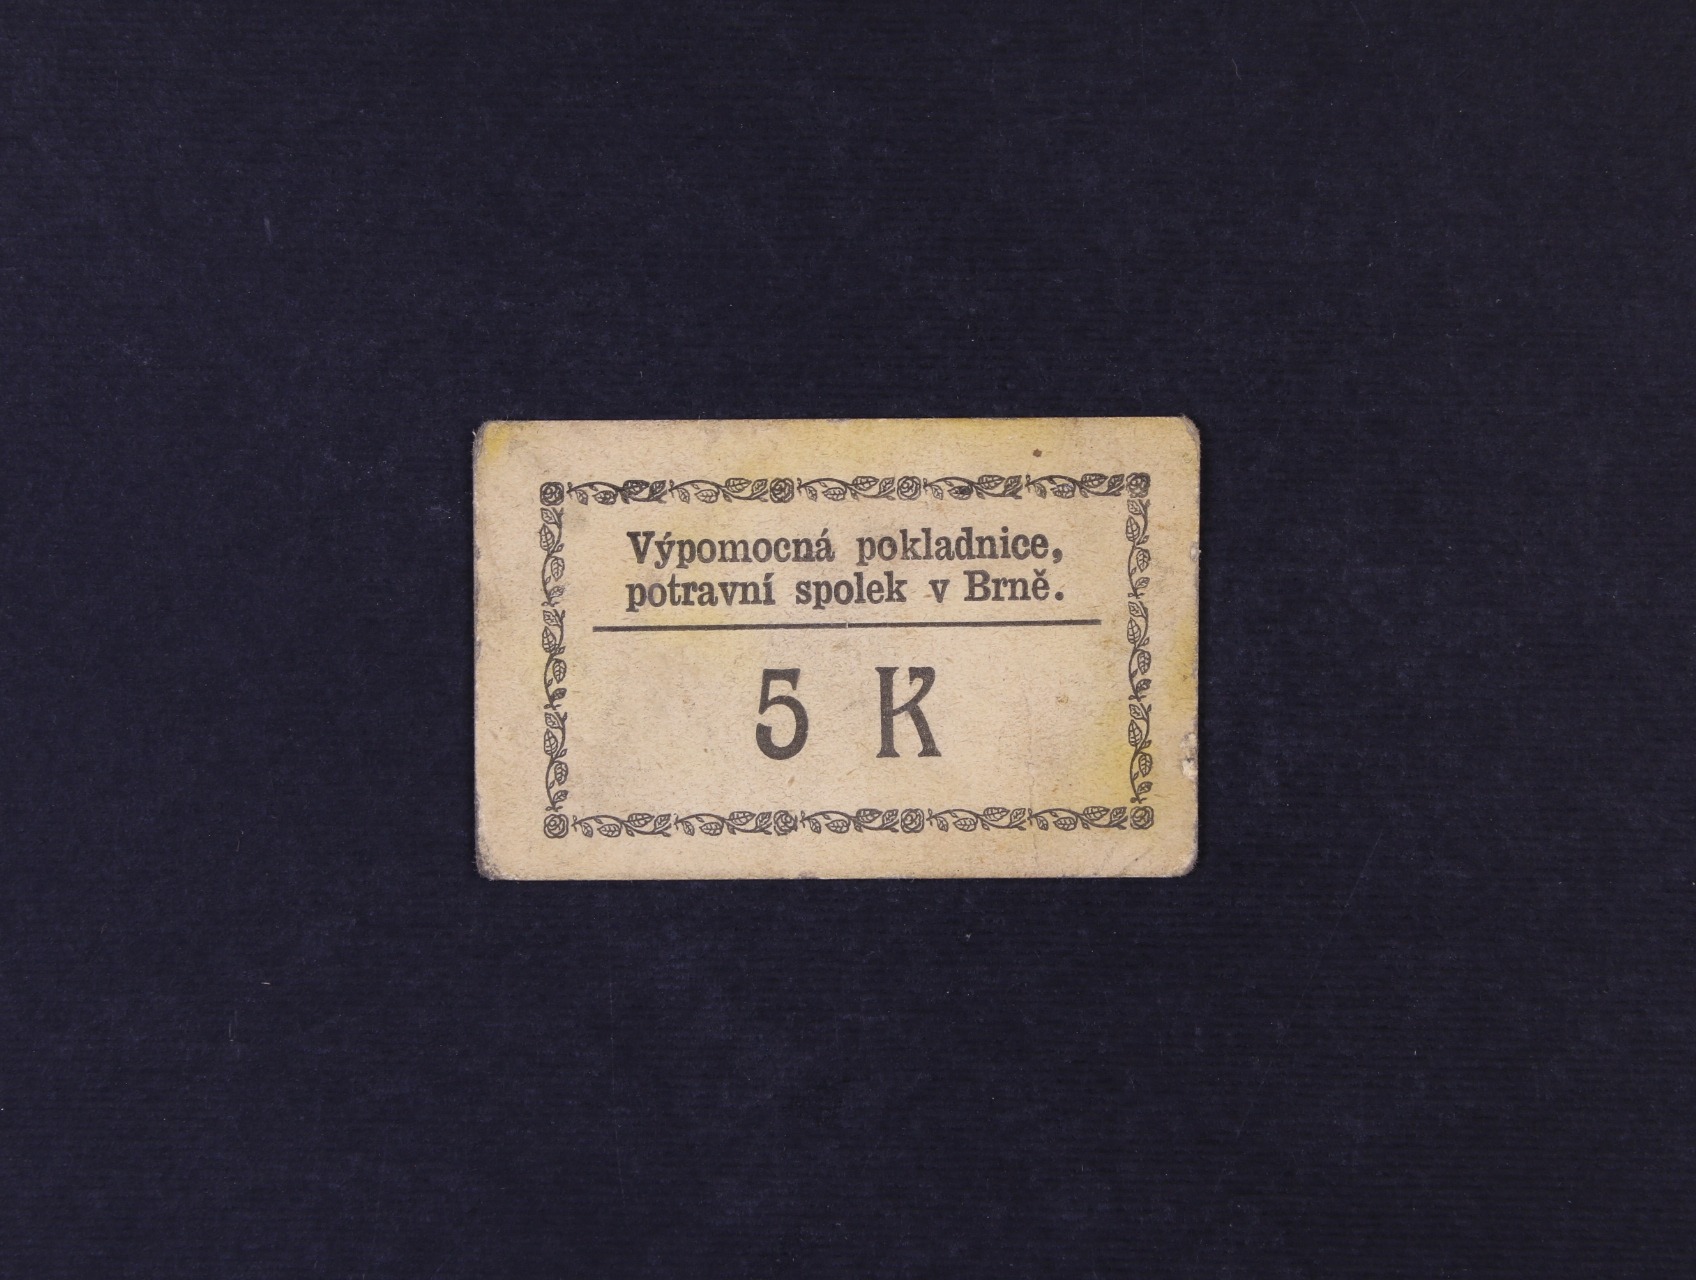 Výpomocná pokladnice,
potravní spolek v Brně.
5 K